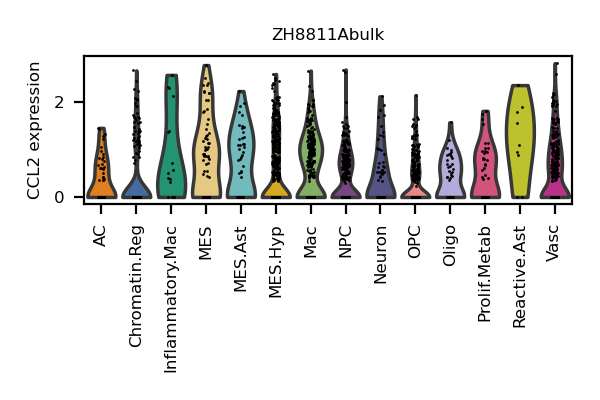 ZH8811Abulk
CCL2 expression
2
0
AC
Chromatin.Reg
Inflammatory.Mac
MES
MES.Ast
MES.Hyp
Mac
NPC
Neuron
OPC
Oligo
Prolif.Metab
Reactive.Ast
Vasc